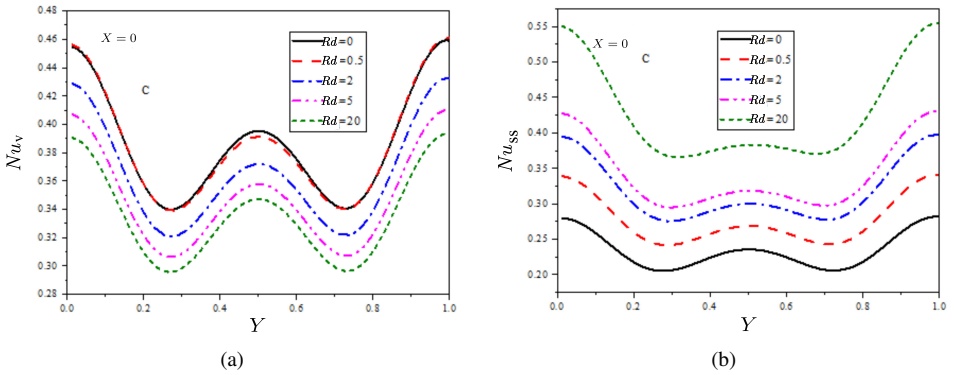 0.48
0.46
0.44
0.42
0.40
0.38
0.36
0.34
0.32
0.30
0.28
Nu_v
X = 0
C
Rd=0
Rd=0.5
Rd=2
Rd=5
Rd=20
0.0 0.2 0.4 0.6 0.8 1.0
Y
(a)
0.55
0.50
0.45
0.40
0.35
0.30
0.25
0.20
Nu_ss
X = 0
C
Rd=0
Rd=0.5
Rd=2
Rd=5
Rd=20
0.0 0.2 0.4 0.6 0.8 1.0
Y
(b)